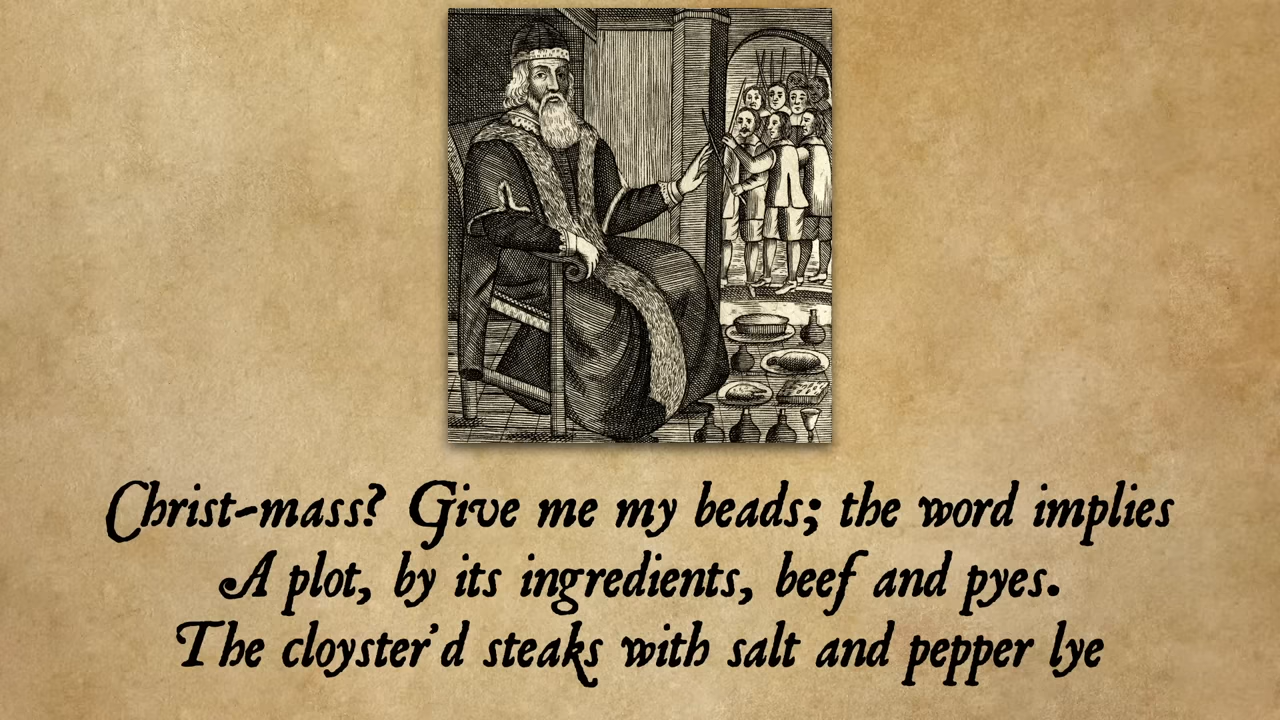 Christ-mass? Give me my beads; the word implies
A plot, by its ingredients, beef and pyes.
The cloyster'd steaks with salt and pepper lye